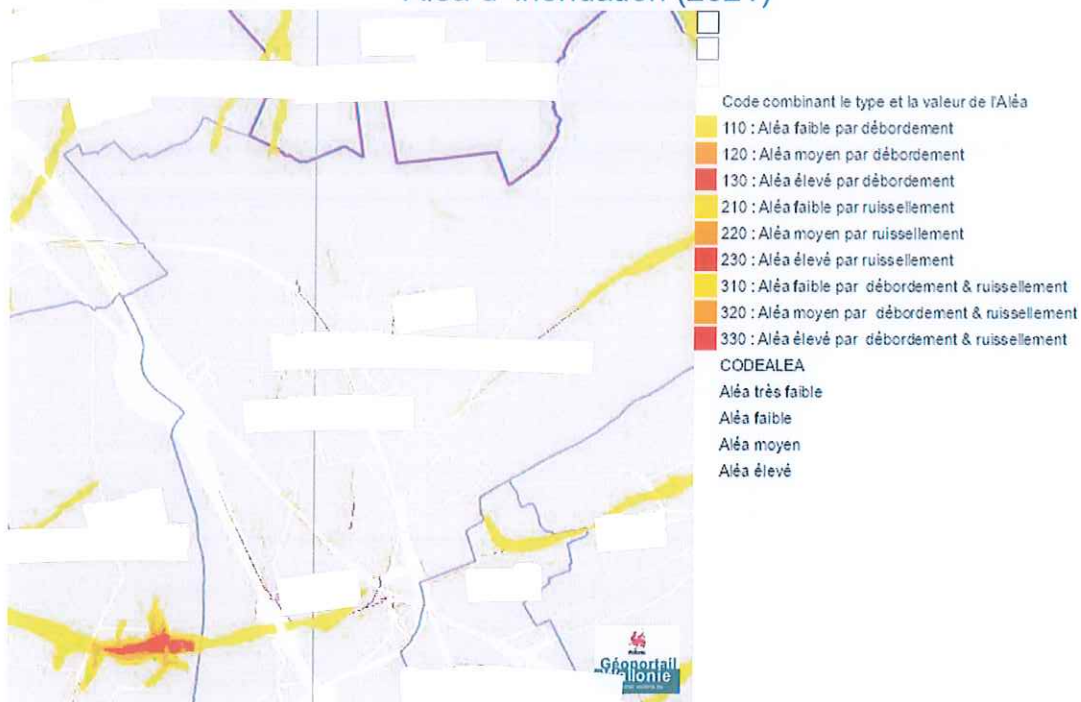 Aléa d' inondation (2021)
Code combinant le type et la valeur de l'Aléa
110 : Aléa faible par débordement
120 : Aléa moyen par débordement
130 : Aléa élevé par débordement
210 : Aléa faible par ruissellement
220 : Aléa moyen par ruissellement
230 : Aléa élevé par ruissellement
310 : Aléa faible par débordement & ruissellement
320 : Aléa moyen par débordement & ruissellement
330 : Aléa élevé par débordement & ruissellement
CODEALEA
Aléa très faible
Aléa faible
Aléa moyen
Aléa élevé
Géoportail
Wallonie